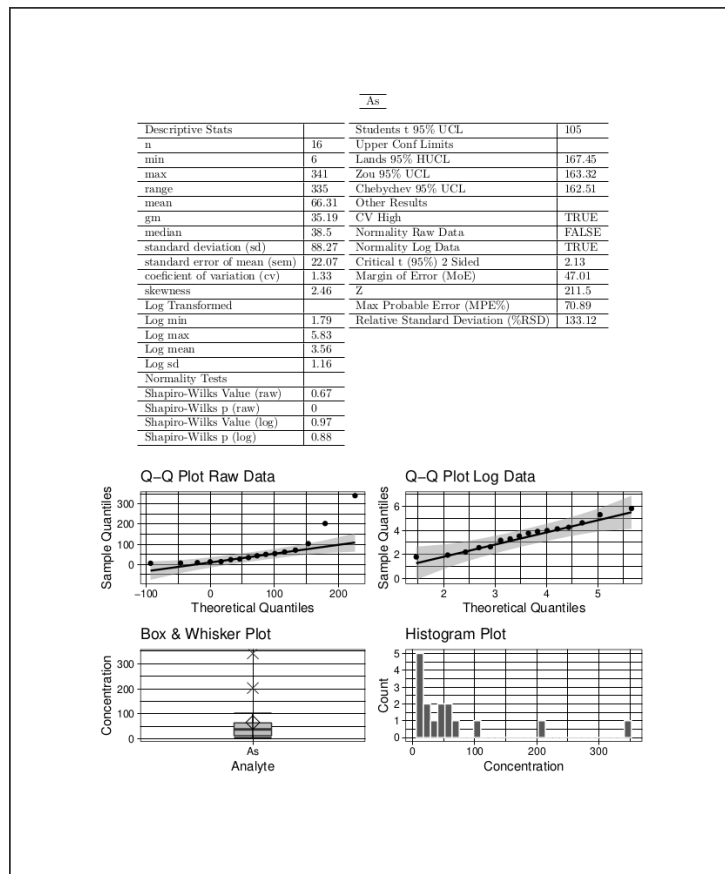 As
Descriptive Stats
n 16
min 6
max 341
range 335
mean 66.31
gm 35.19
median 38.5
standard deviation (sd) 88.27
standard error of mean (sem) 22.07
coeficient of variation (cv) 1.33
skewness 2.46
Log Transformed
Log min 1.79
Log max 5.83
Log mean 3.56
Log sd 1.16
Normality Tests
Shapiro-Wilks Value (raw) 0.67
Shapiro-Wilks p (raw) 0
Shapiro-Wilks Value (log) 0.97
Shapiro-Wilks p (log) 0.88
Students t 95% UCL 105
Upper Conf Limits
Lands 95% HUCL 167.45
Zou 95% UCL 163.32
Chebychev 95% UCL 162.51
Other Results
CV High TRUE
Normality Raw Data FALSE
Normality Log Data TRUE
Critical t (95%) 2 Sided 2.13
Margin of Error (MoE) 47.01
Z 211.5
Max Probable Error (MPE%) 70.89
Relative Standard Deviation (%RSD) 133.12
Q−Q Plot Raw Data
Sample Quantiles
300
200
100
0
−100 0 100 200
Theoretical Quantiles
Q−Q Plot Log Data
Sample Quantiles
6
4
2
0
2 3 4 5
Theoretical Quantiles
Box & Whisker Plot
Concentration
300
200
100
0
As
Analyte
Histogram Plot
Count
5
4
3
2
1
0
0 100 200 300
Concentration